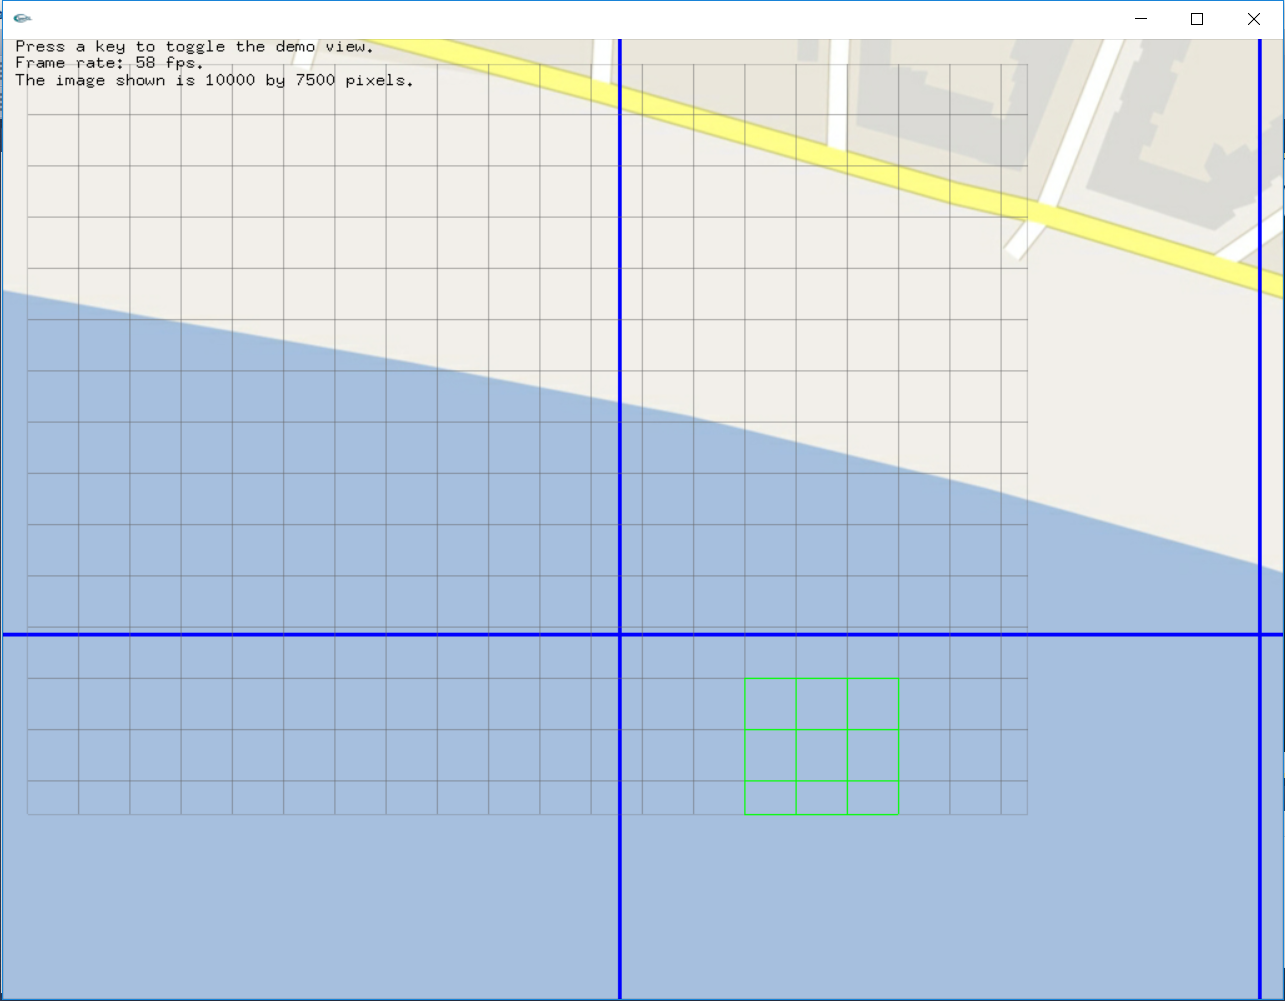 Press a key to toggle the demo view.
Frame rate: 58 fps.
The image shown is 10000 by 7500 pixels.